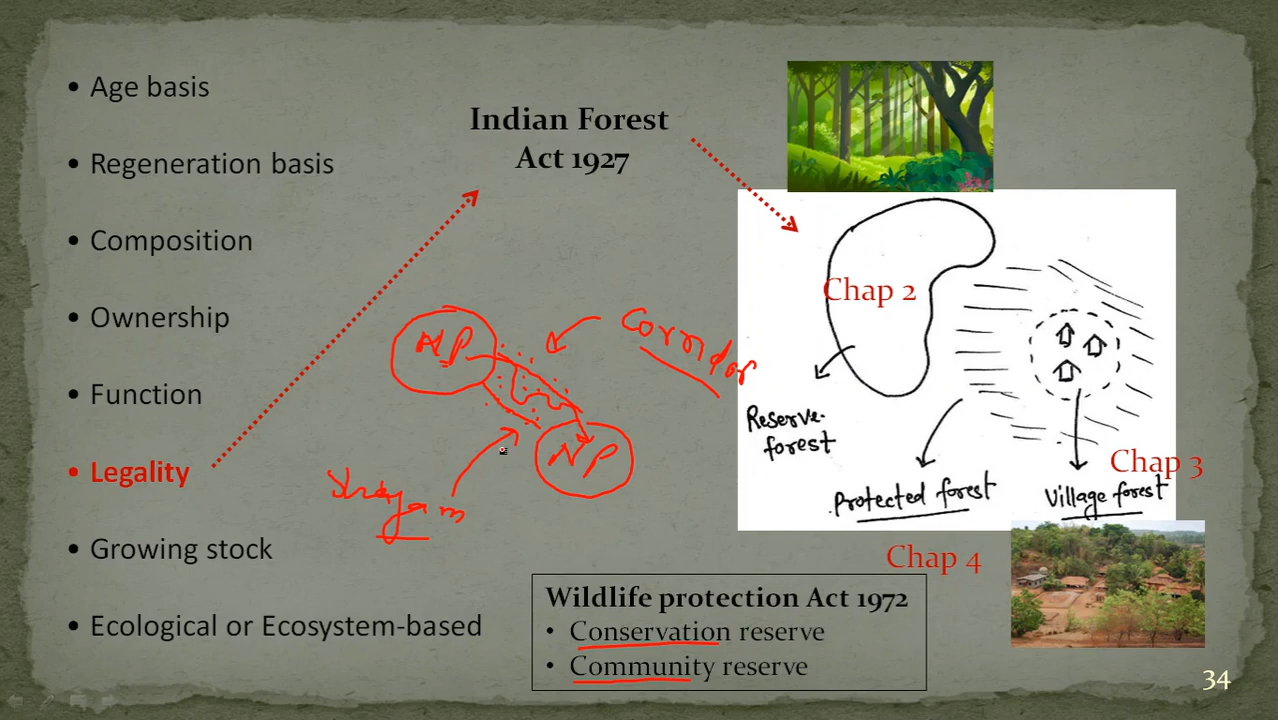 • Age basis
• Regeneration basis
• Composition
• Ownership
• Function
• Legality
• Growing stock
• Ecological or Ecosystem-based
Indian Forest
Act 1927
NP
Corridor
NP
Chap 2
Reserve-
forest
Protected forest
Chap 4
Village forest
Chap 3
Wildlife protection Act 1972
• Conservation reserve
• Community reserve
34